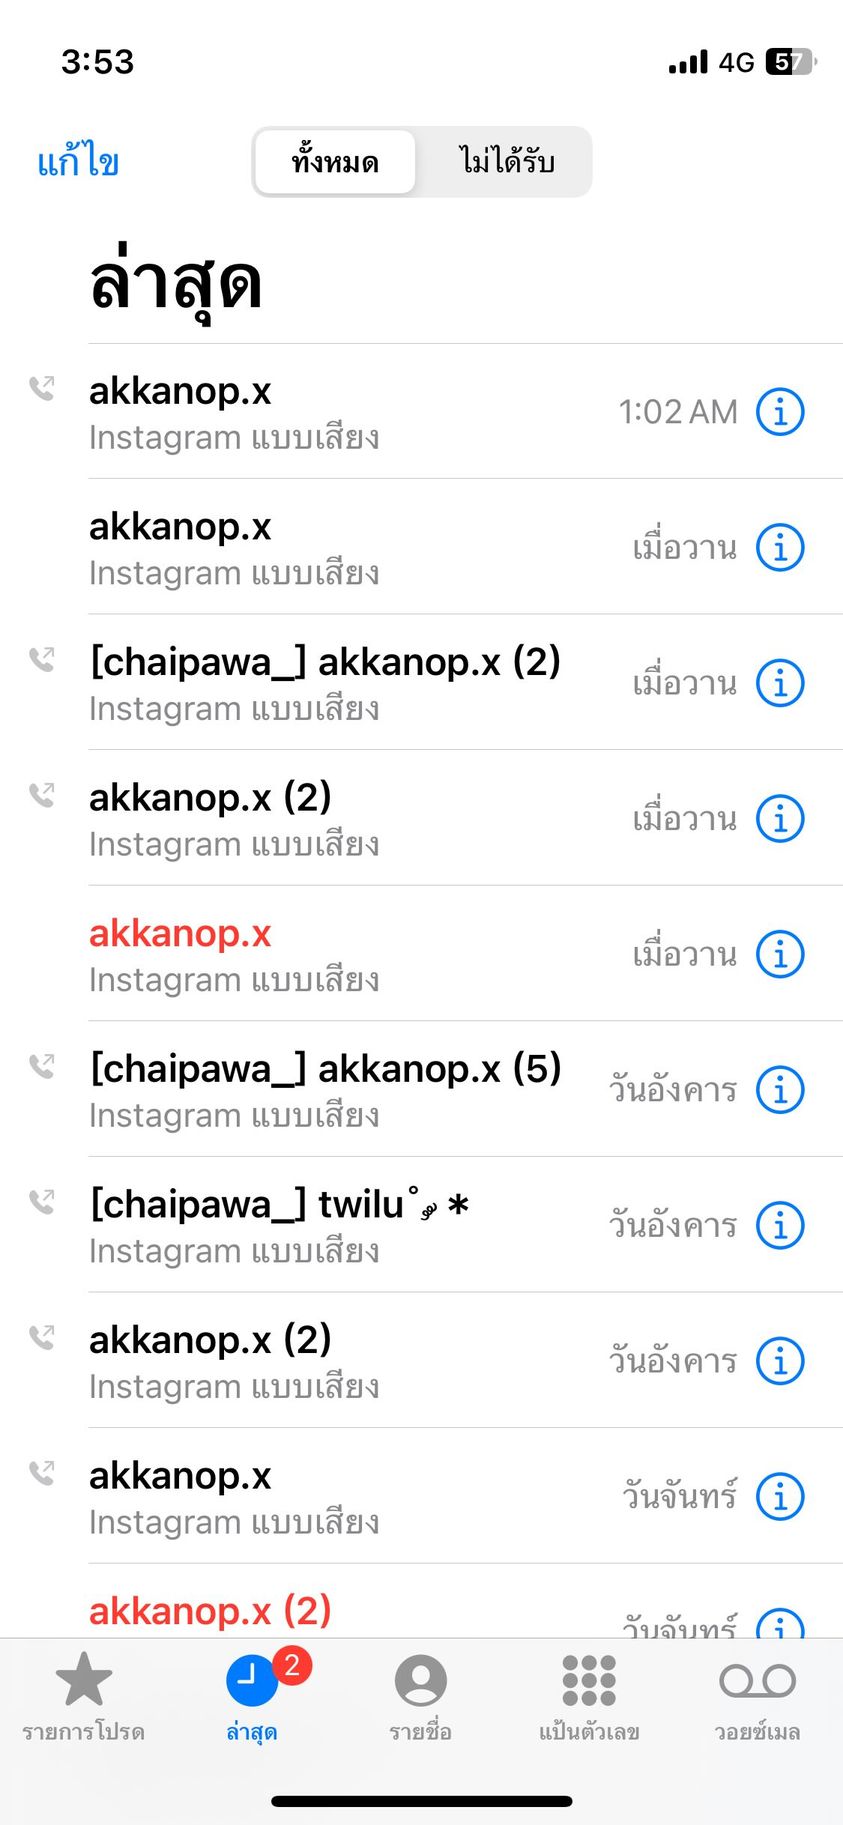 3:53 4G 57
แก้ไข ทั้งหมด ไม่ได้รับ
ล่าสุด
akkanop.x
Instagram แบบเสียง
1:02 AM
akkanop.x
Instagram แบบเสียง
เมื่อวาน
[chaipawa_] akkanop.x (2)
Instagram แบบเสียง
เมื่อวาน
akkanop.x (2)
Instagram แบบเสียง
เมื่อวาน
akkanop.x
Instagram แบบเสียง
เมื่อวาน
[chaipawa_] akkanop.x (5)
Instagram แบบเสียง
วันอังคาร
[chaipawa_] twilu
Instagram แบบเสียง
วันอังคาร
akkanop.x (2)
Instagram แบบเสียง
วันอังคาร
akkanop.x
Instagram แบบเสียง
วันจันทร์
akkanop.x (2)
วันจันทร์
2
รายการโปรด ล่าสุด รายชื่อ แป้นตัวเลข วอยซ์เมล